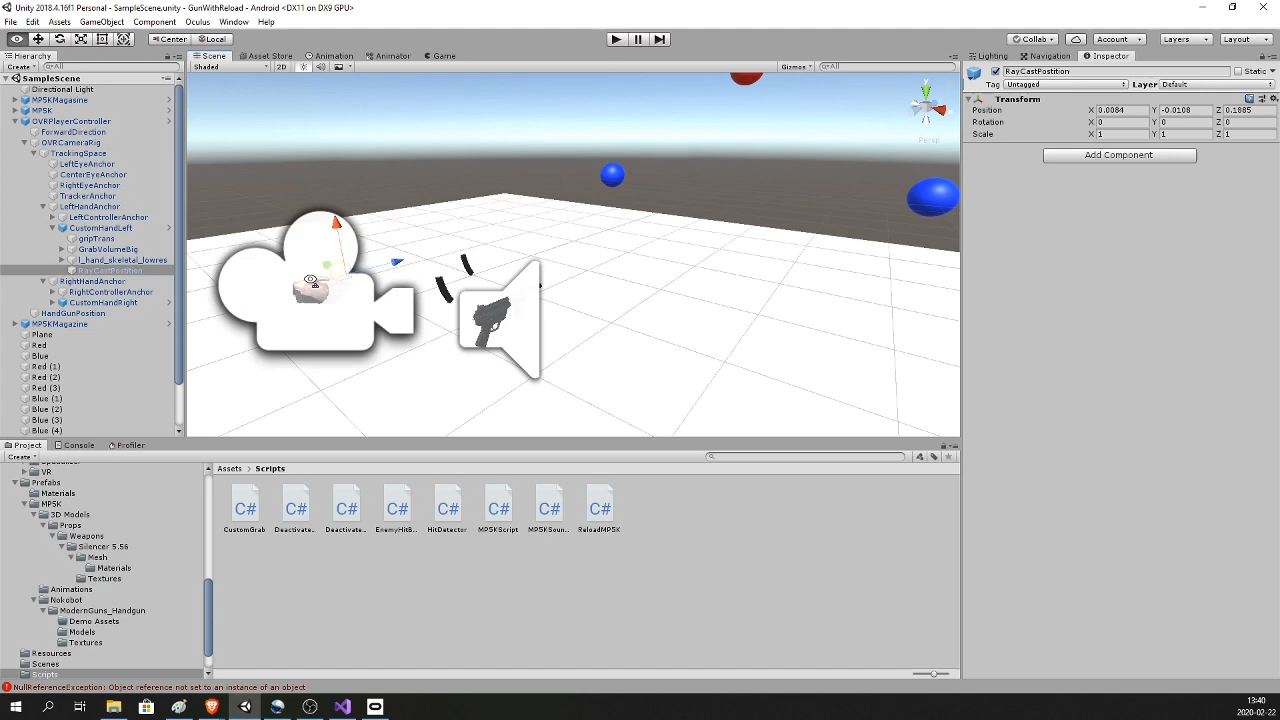 Unity 2018.4.16f1 Personal - SampleScene.unity - GunWithReload - Android <DX11 on DX9 GPU>
File Edit Assets GameObject Component Oculus Window Help
Center Local Collab Account Layers Layout
Hierarchy Scene Asset Store Animation Animator Game Lighting Navigation Inspector
Create All Shaded 2D Gizmos All
SampleScene
Directional Light
MP5KMagasine
MP5K
OVRPlayerController
ForwardDirection
OVRCameraRig
TrackingSpace
LeftEyeAnchor
CenterEyeAnchor
RightEyeAnchor
TrackerAnchor
LeftHandAnchor
LeftControllerAnchor
CustomHandLeft
gripTrans
GrabVolumeBig
l_hand_skeletal_lowres
RayCastPostition
RightHandAnchor
RightControllerAnchor
CustomHandRight
HandGunPosition
MP5KMagazine
Plane
Red
Blue
Red (1)
Red (2)
Red (3)
Blue (1)
Blue (2)
Blue (3)
Blue (4)
Persp
RayCastPostition Static
Tag Untagged Layer Default
Transform
Position X 0.0084 Y -0.0108 Z 0.1885
Rotation X 0 Y 0 Z 0
Scale X 1 Y 1 Z 1
Add Component
Project Console Profiler
Create
VR
Prefabs
Materials
MP5K
3D Models
Props
Weapons
Silencer 5.56
Mesh
Materials
Textures
Animations
Nokobot
ModernGuns_Handgun
Demo Assets
Models
Textures
Resources
Scenes
Scripts
Assets Scripts
C# C# C# C# C# C# C# C#
CustomGrab Deactivate... Deactivate... EnemyHitB... HitDetector MP5KScript MP5KSoun... ReloadMP5K
NullReferenceException: Object reference not set to an instance of an object
13:40
2020-02-22